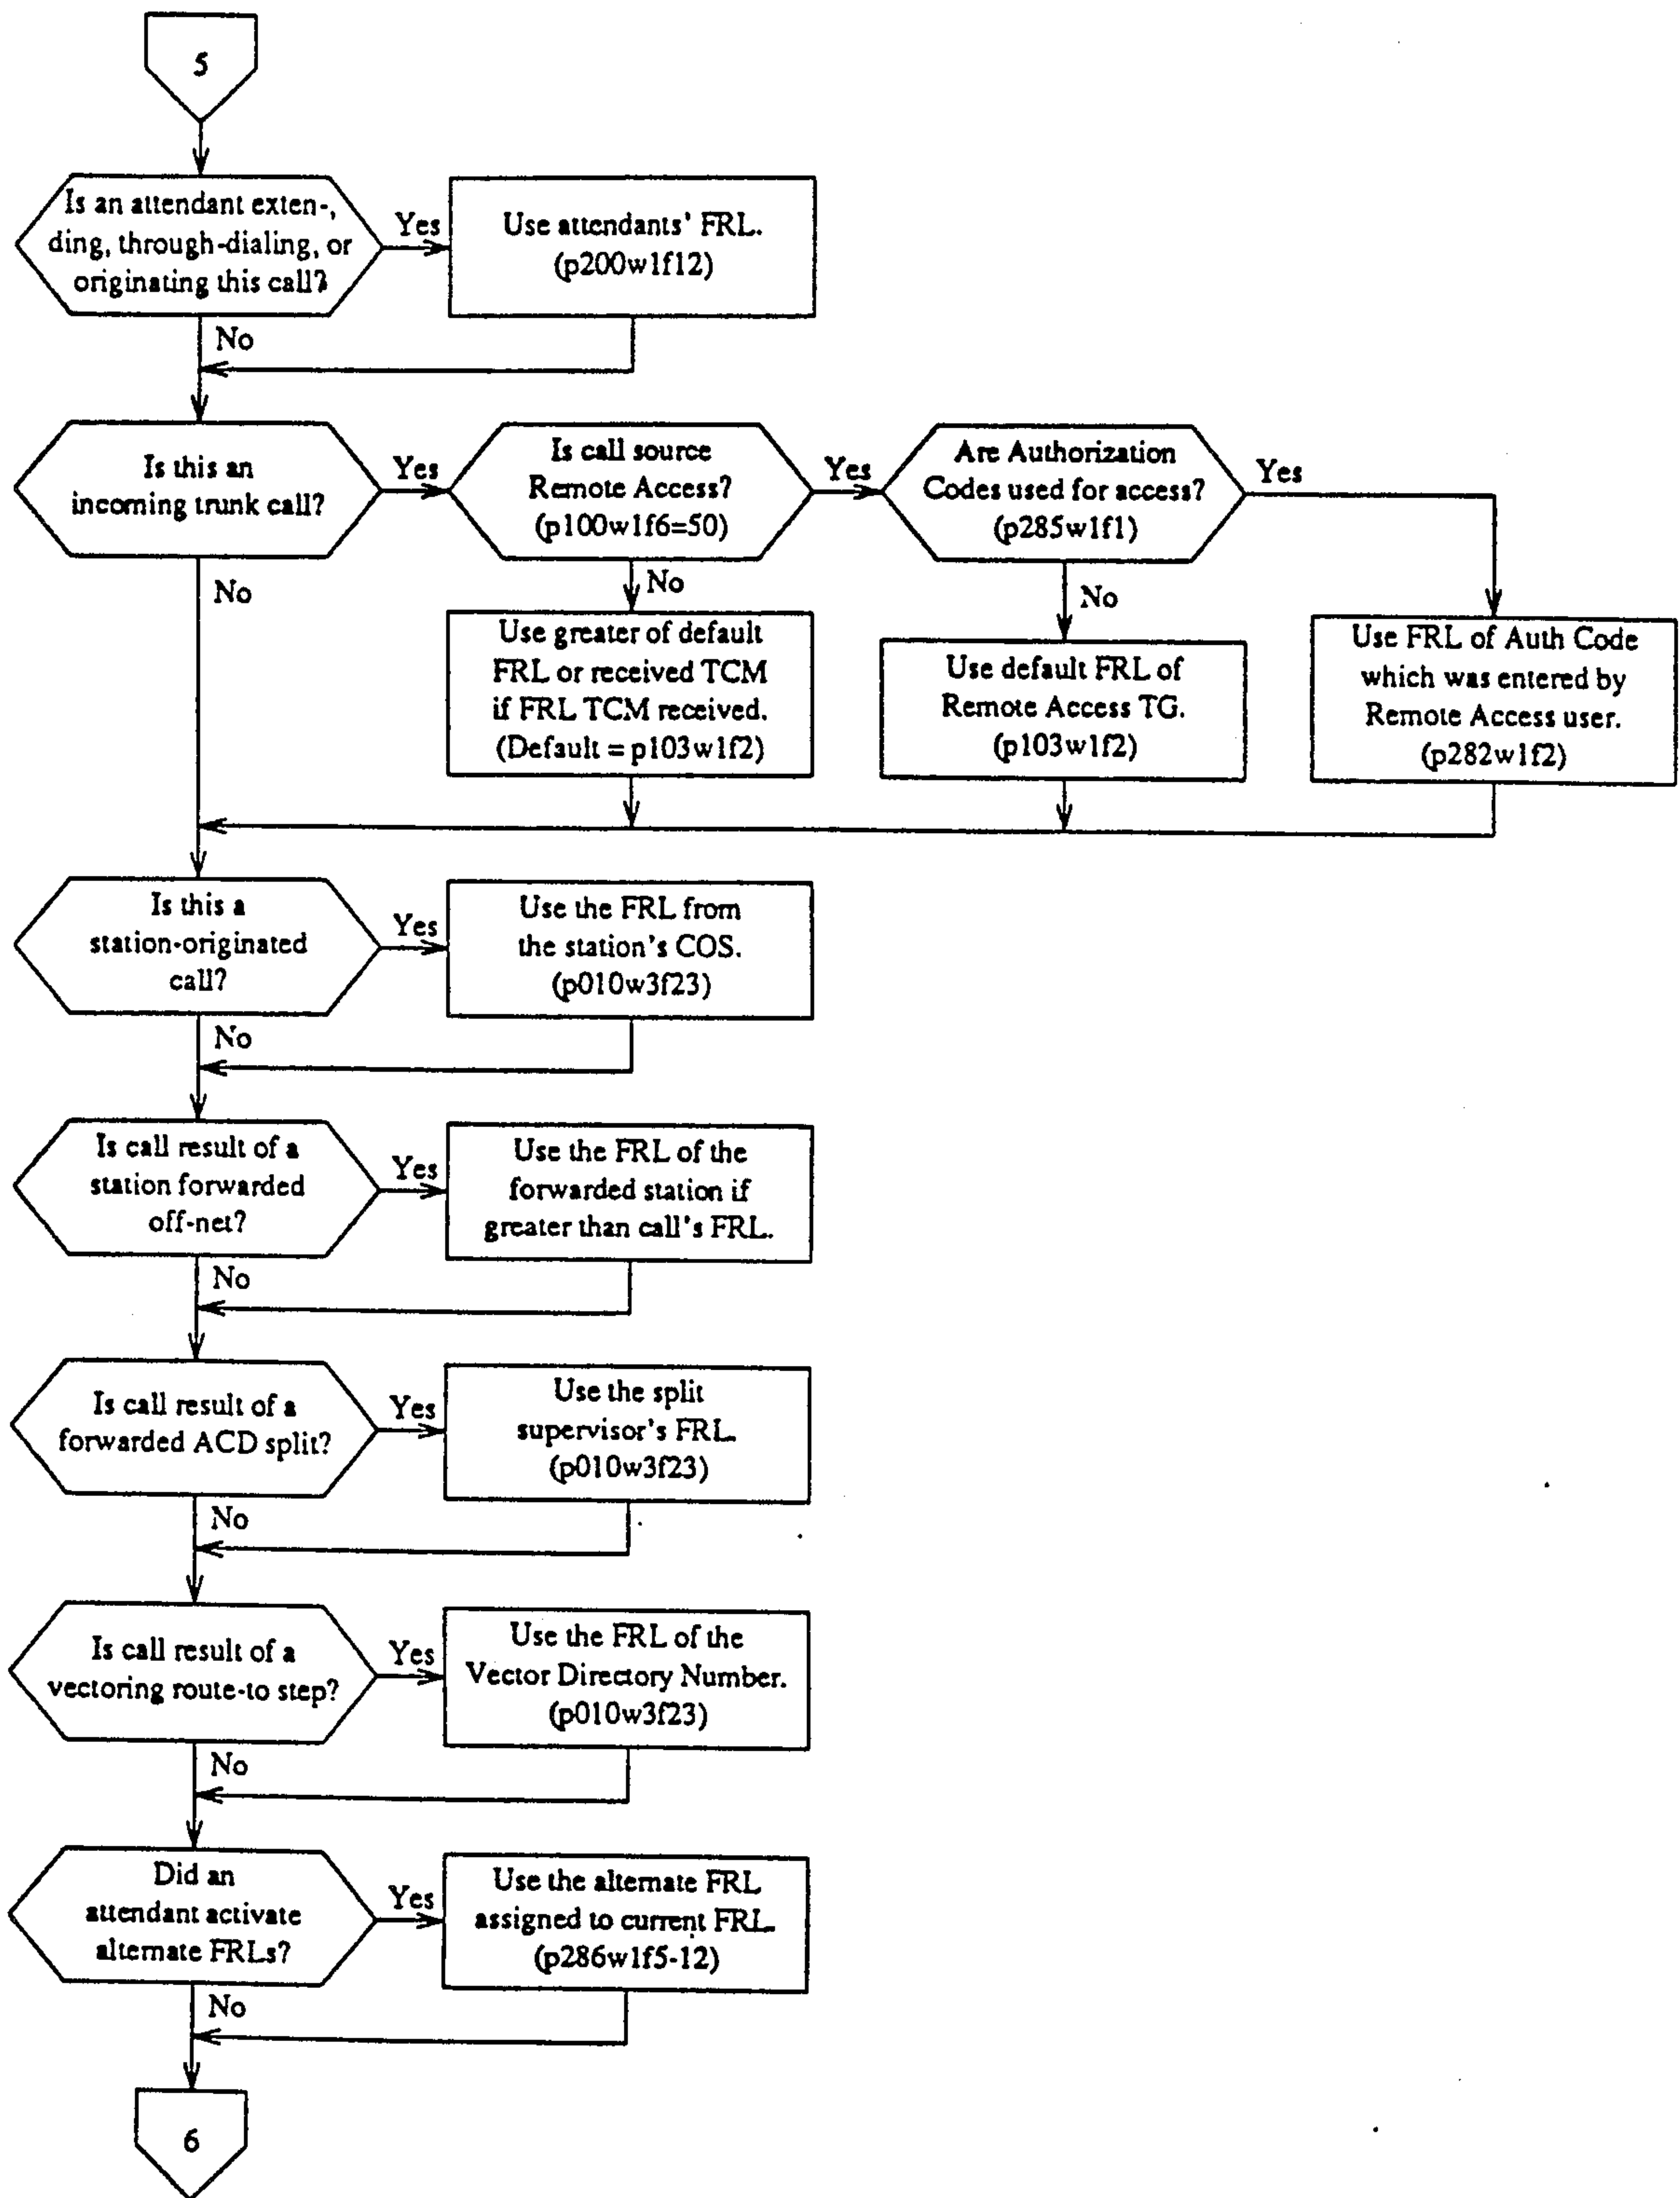 5
Is an attendant exten-,
ding, through-dialing, or
originating this call?
Yes
Use attendants' FRL.
(p200w1f12)
No
Is this an
incoming trunk call?
Yes
Is call source
Remote Access?
(p100w1f6=50)
Yes
Are Authorization
Codes used for access?
(p285w1f1)
Yes
No
No
No
Use greater of default
FRL or received TCM
if FRL TCM received.
(Default = p103w1f2)
Use default FRL of
Remote Access TG.
(p103w1f2)
Use FRL of Auth Code
which was entered by
Remote Access user.
(p282w1f2)
Is this a
station-originated
call?
Yes
Use the FRL from
the station's COS.
(p010w3f23)
No
Is call result of a
station forwarded
off-net?
Yes
Use the FRL of the
forwarded station if
greater than call's FRL.
No
Is call result of a
forwarded ACD split?
Yes
Use the split
supervisor's FRL.
(p010w3f23)
No
Is call result of a
vectoring route-to step?
Yes
Use the FRL of the
Vector Directory Number.
(p010w3f23)
No
Did an
attendant activate
alternate FRLs?
Yes
Use the alternate FRL
assigned to current FRL.
(p286w1f5-12)
No
6